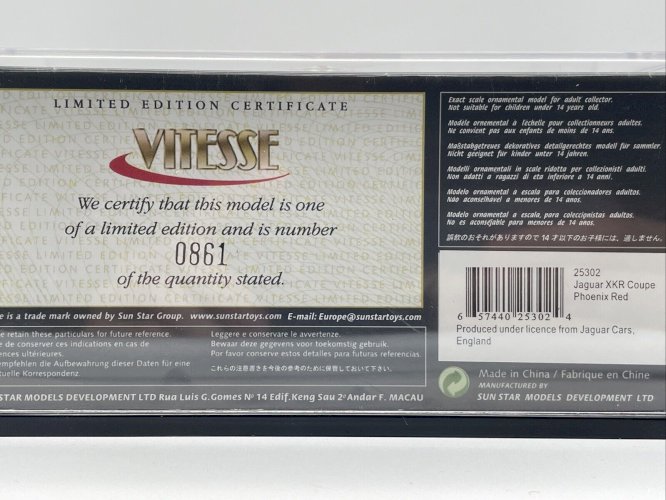 LIMITED EDITION CERTIFICATE
VITESSE
We certify that this model is one
of a limited edition and is number
0861
of the quantity stated.
is a trade mark owned by Sun Star Group. www.sunstartoys.com E-mail: Europe@sunstartoys.com
retain these particulars for future reference.
de conserver ces indications en cas de
ences ultérieures.
empfehlen die Aufbewahrung dieser Daten für eine
tuelle Korrespondenz.
Leggere e conservare le avvertenze.
Bewaar deze gegevens voor toekomstig gebruik.
Por favor conserve estos detalles para futuras referencias
これらの注意書きを今後の参考のために保管しておいて下さい。
STAR MODELS DEVELOPMENT LTD Rua Luis G.Gomes Nº 14 Edif.Keng Sau 2º Andar F. MACAU
Exact scale ornamental model for adult collector.
Not suitable for children under 14 years old.
Modèle ornemental à l'échelle pour collectionneurs adultes.
Ne convient pas aux enfants de moins de 14 ans.
Maßstabgetreues dekoratives detailgerechtes modell für sammler.
Nicht geeignet für kinder unter 14 jahren.
Modelli ornamentali in scale ridotta per collezionisti adulti.
Non adatti a ragazzi di eta inferiore a 14 anni.
Modelo ornamental à escala para coleccionadores adultos.
Não aconselhavel a menores de 14 anos.
Modelo ornamental a escala, para coleccionistas adultos.
No es aconsejable para menores de 14 anos.
誤飲のおそれがありますので 14 才以下のお子様には、適しません。
25302
Jaguar XKR Coupe
Phoenix Red
6 57440 25302 4
Produced under licence from Jaguar Cars,
England
Made in China / Fabrique en Chine
MANUFACTURED BY
SUN STAR MODELS DEVELOPMENT LTD